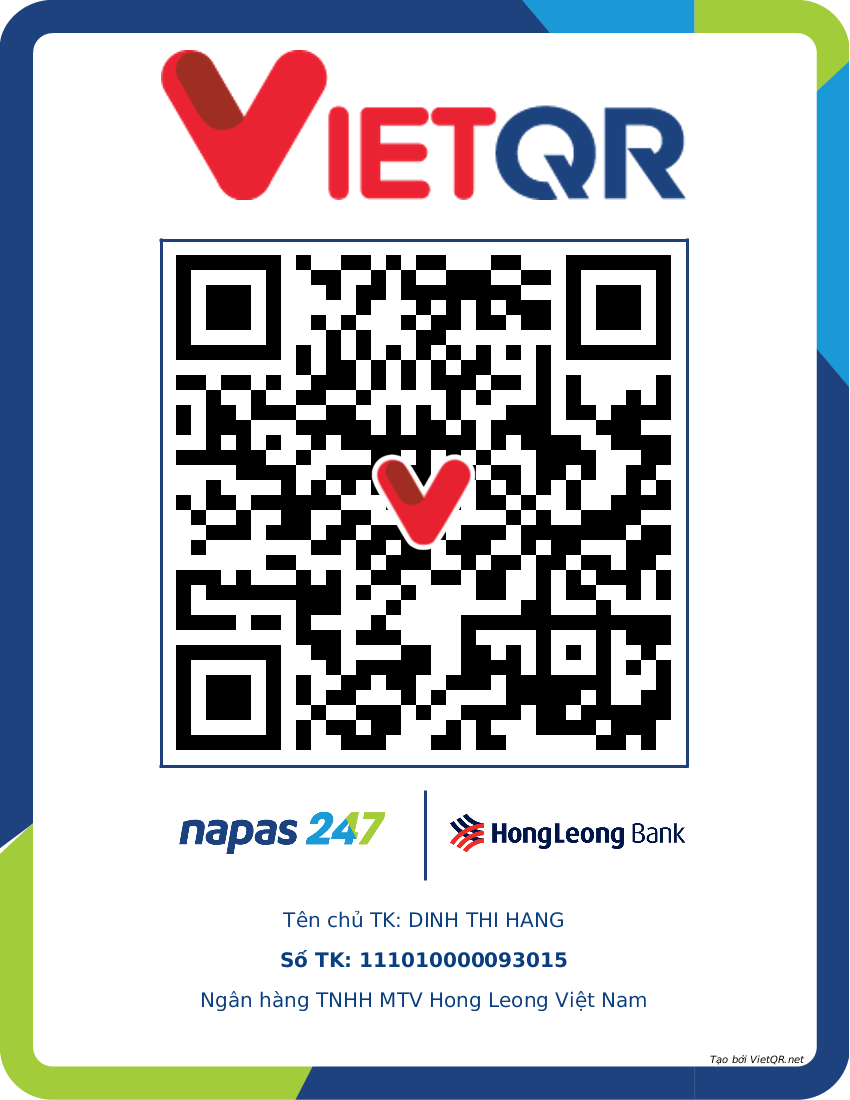 VIETQR
napas 247
HongLeong Bank
Tên chủ TK: DINH THI HANG
Số TK: 111010000093015
Ngân hàng TNHH MTV Hong Leong Việt Nam
Tạo bởi VietQR.net